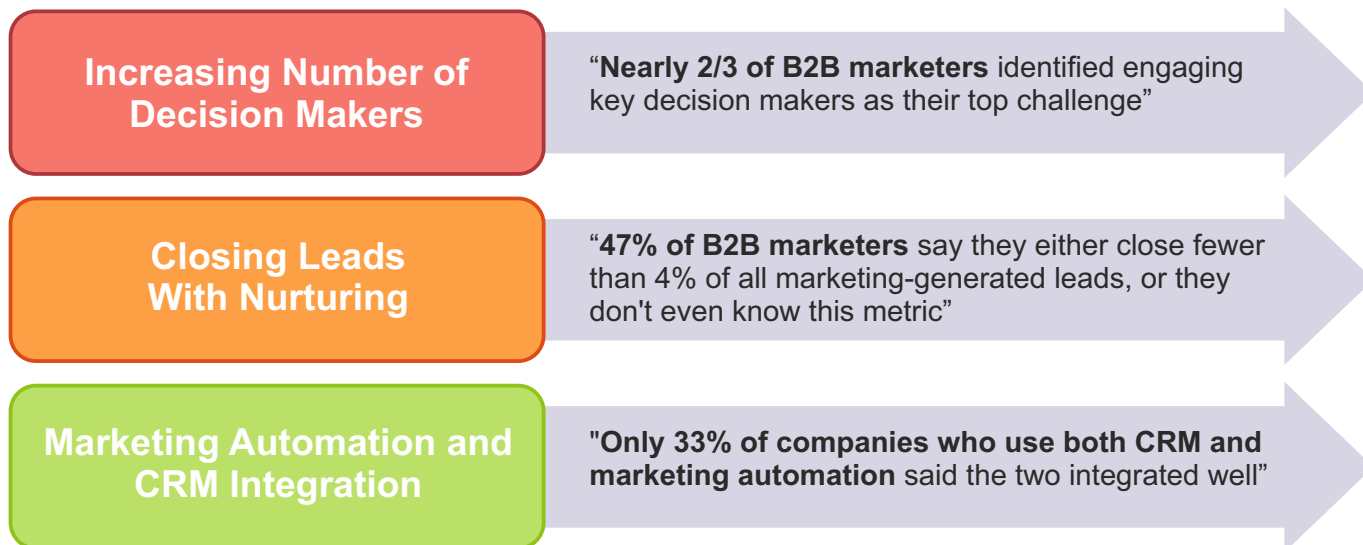 Increasing Number of
Decision Makers
“Nearly 2/3 of B2B marketers identified engaging
key decision makers as their top challenge”
Closing Leads
With Nurturing
“47% of B2B marketers say they either close fewer
than 4% of all marketing-generated leads, or they
don't even know this metric”
Marketing Automation and
CRM Integration
"Only 33% of companies who use both CRM and
marketing automation said the two integrated well”